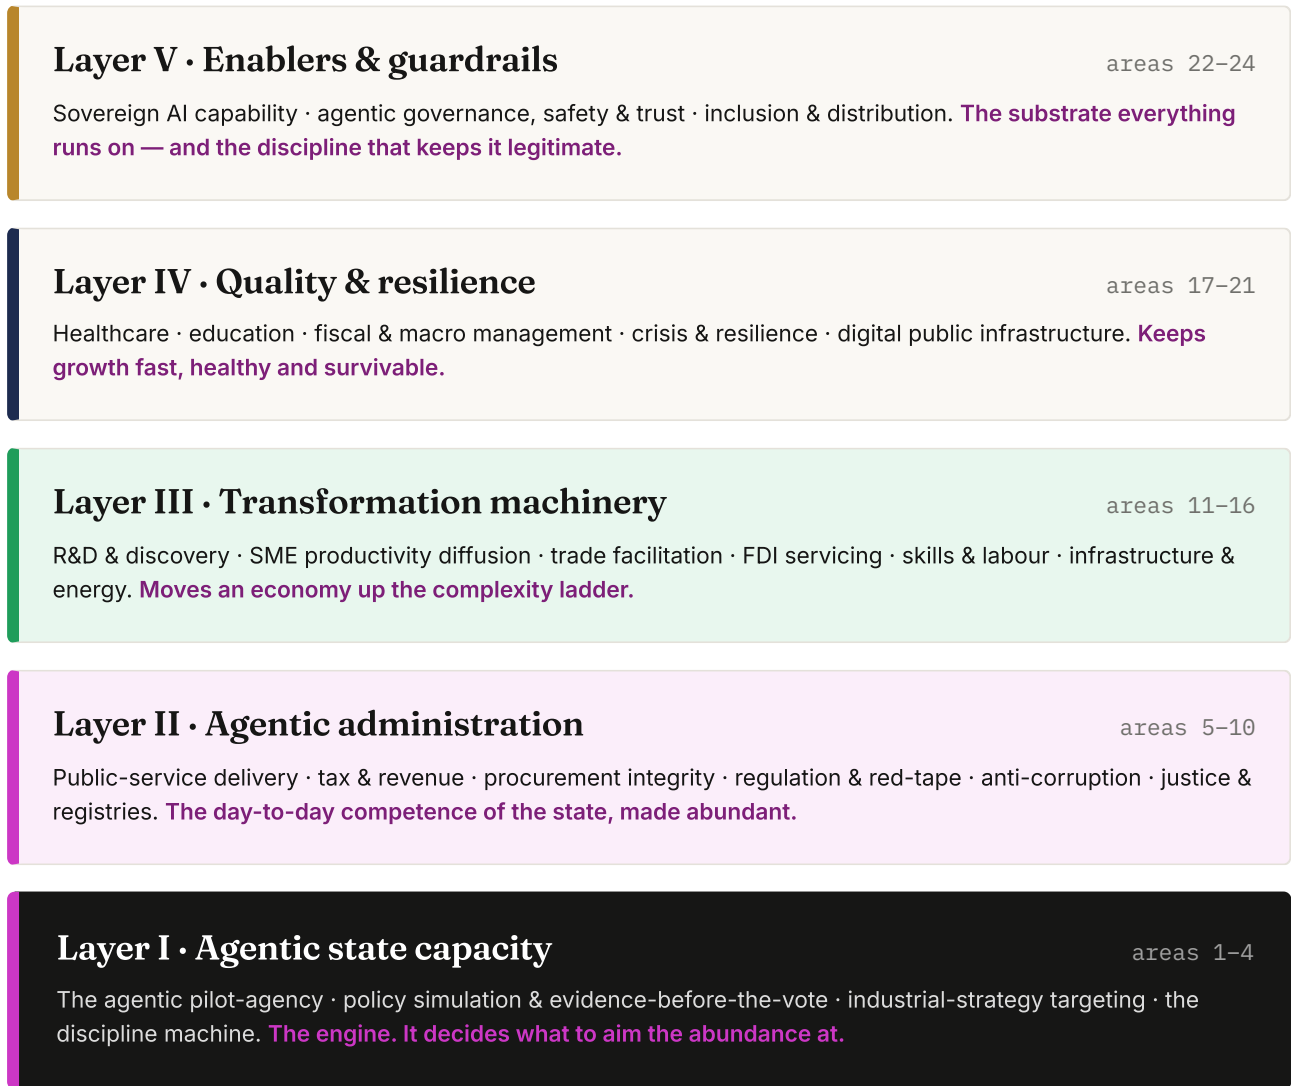 Layer V · Enablers & guardrails
areas 22–24
Sovereign AI capability · agentic governance, safety & trust · inclusion & distribution. The substrate everything
runs on — and the discipline that keeps it legitimate.
Layer IV · Quality & resilience
areas 17–21
Healthcare · education · fiscal & macro management · crisis & resilience · digital public infrastructure. Keeps
growth fast, healthy and survivable.
Layer III · Transformation machinery
areas 11–16
R&D & discovery · SME productivity diffusion · trade facilitation · FDI servicing · skills & labour · infrastructure &
energy. Moves an economy up the complexity ladder.
Layer II · Agentic administration
areas 5–10
Public-service delivery · tax & revenue · procurement integrity · regulation & red-tape · anti-corruption · justice &
registries. The day-to-day competence of the state, made abundant.
Layer I · Agentic state capacity
areas 1–4
The agentic pilot-agency · policy simulation & evidence-before-the-vote · industrial-strategy targeting · the
discipline machine. The engine. It decides what to aim the abundance at.